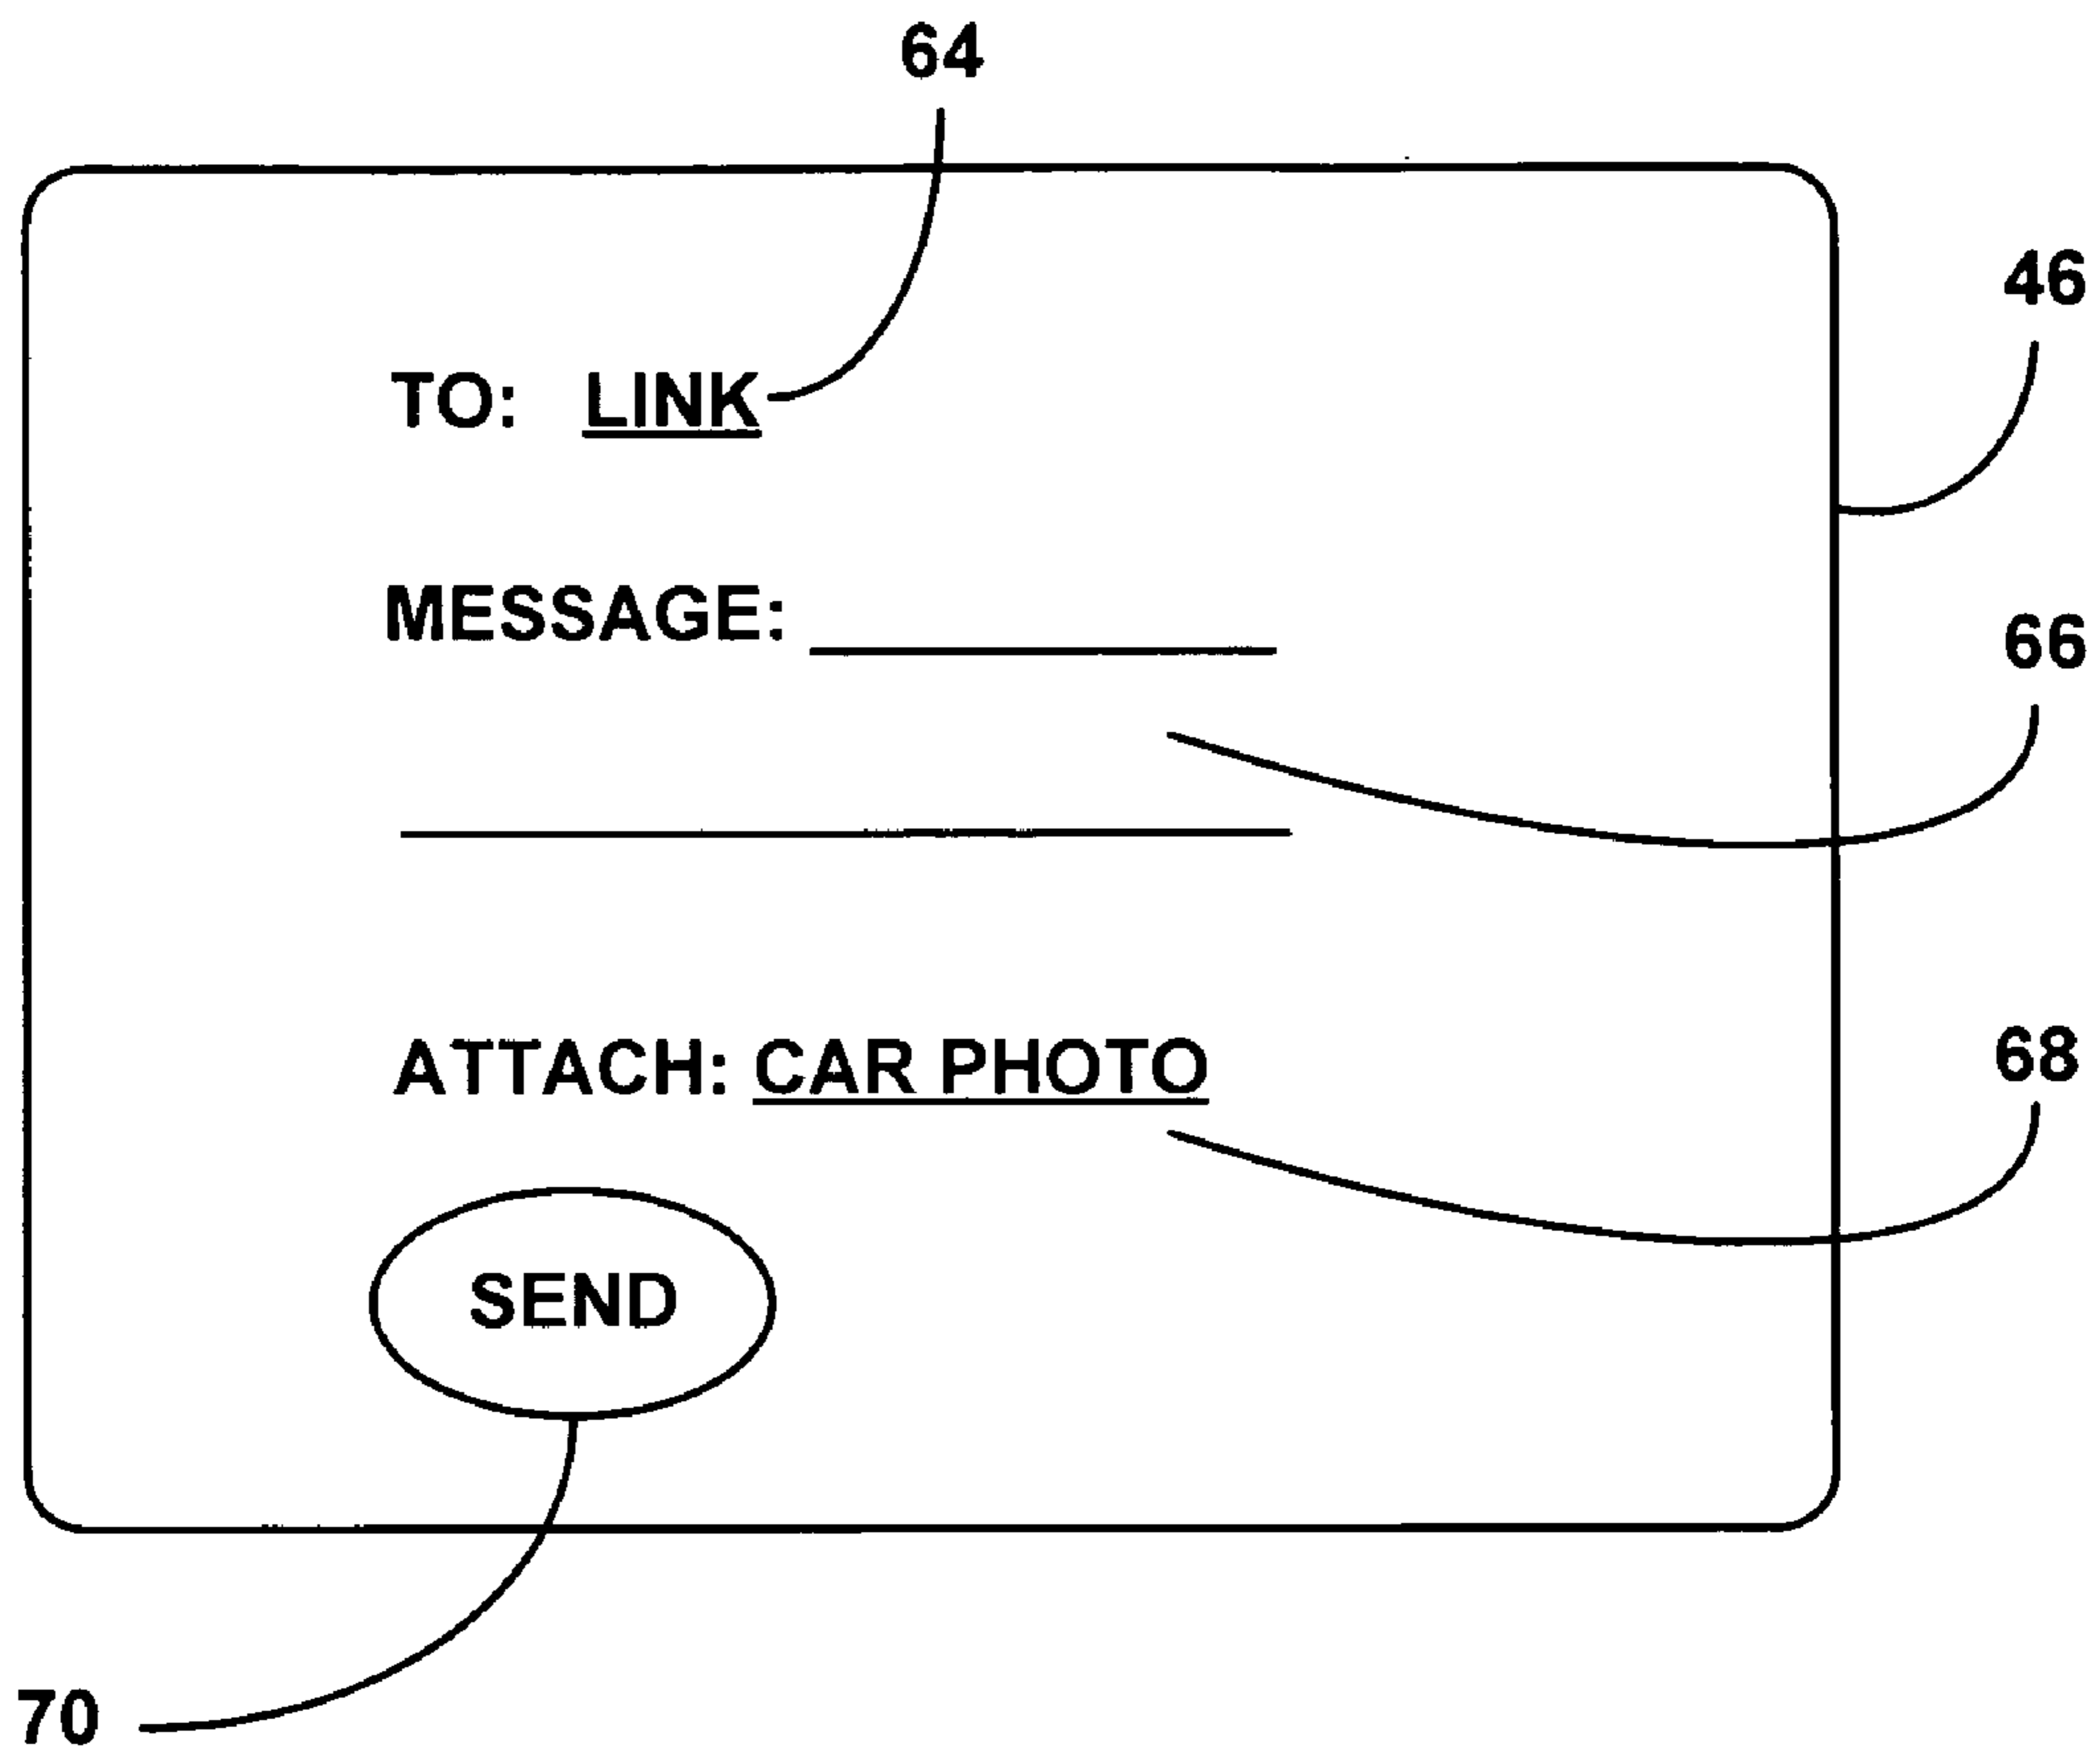 64
46
TO: LINK
MESSAGE:
66
ATTACH: CAR PHOTO
68
SEND
70